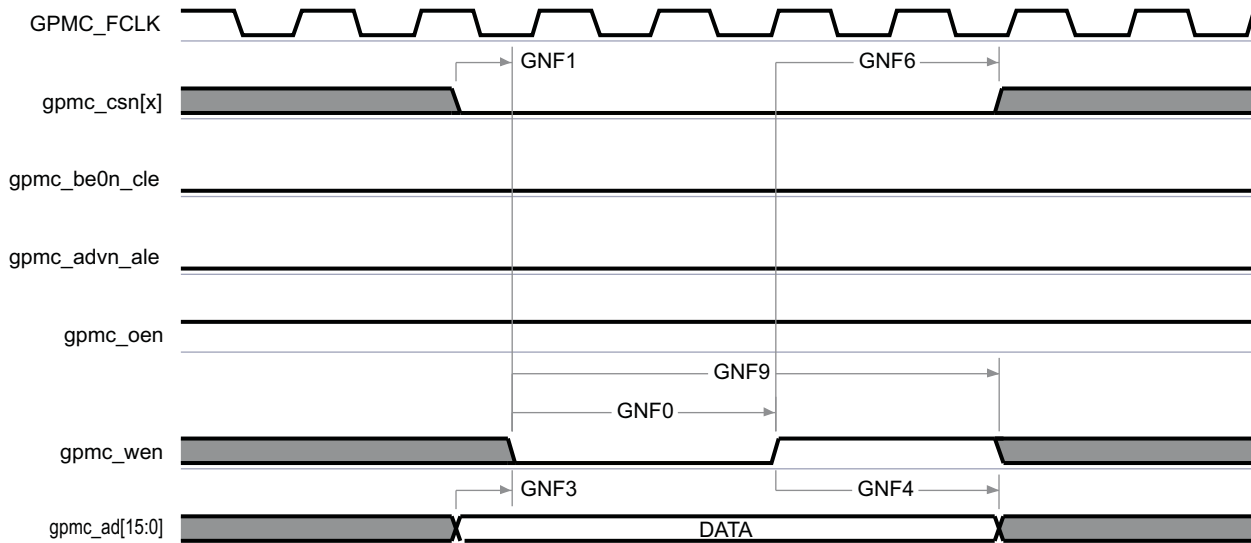 GPMC_FCLK
GNF1
GNF6
gpmc_csn[x]
gpmc_be0n_cle
gpmc_advn_ale
gpmc_oen
GNF9
GNF0
gpmc_wen
GNF3
GNF4
gpmc_ad[15:0]
DATA